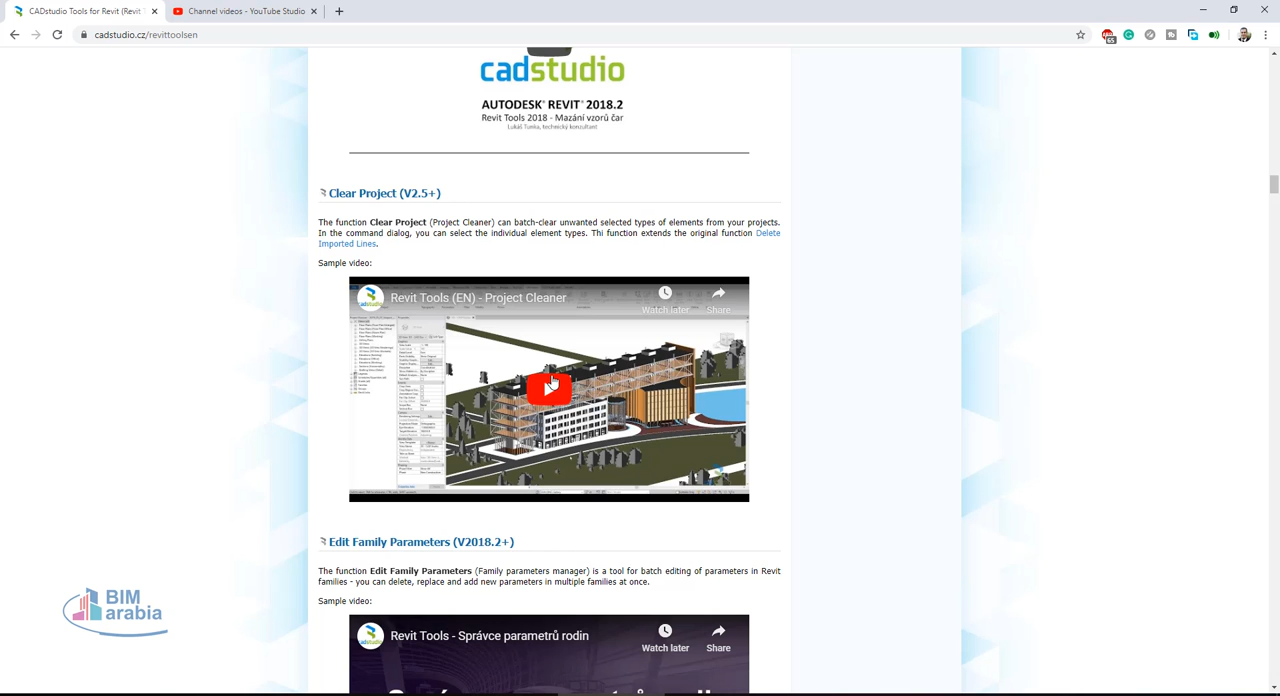 CADstudio Tools for Revit (Revit T
Channel videos - YouTube Studio
cadstudio.cz/revittoolsen
65
cadstudio
AUTODESK® REVIT® 2018.2
Revit Tools 2018 - Mazání vzorů čar
Lukáš Tunka, technický konzultant
Clear Project (V2.5+)
The function Clear Project (Project Cleaner) can batch-clear unwanted selected types of elements from your projects.
In the command dialog, you can select the individual element types. Thi function extends the original function Delete
Imported Lines.
Sample video:
cadstudio
Revit Tools (EN) - Project Cleaner
Watch later
Share
Edit Family Parameters (V2018.2+)
The function Edit Family Parameters (Family parameters manager) is a tool for batch editing of parameters in Revit
families - you can delete, replace and add new parameters in multiple families at once.
Sample video:
cadstudio
Revit Tools - Správce parametrů rodin
Watch later
Share
BIM
arabia